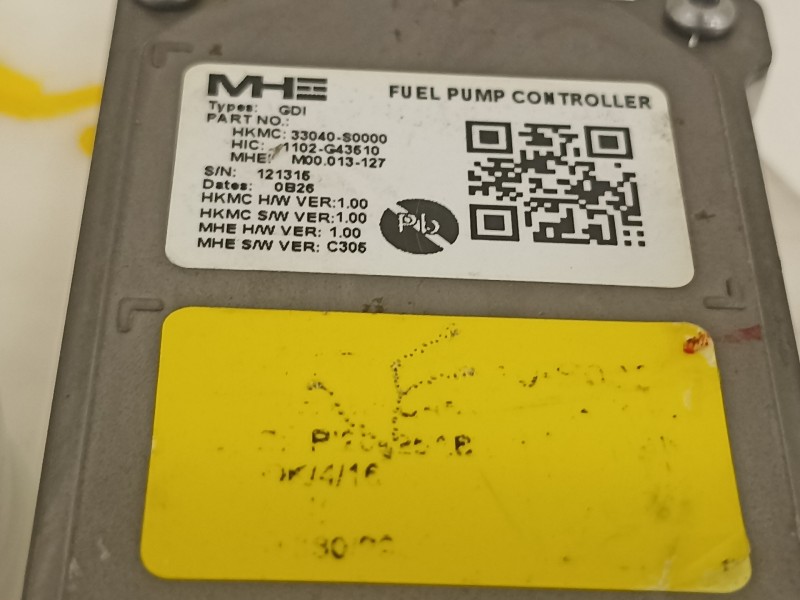 MHE FUEL PUMP CONTROLLER
Types: GDI
PART NO.:
HKMC: 33040-S0000
HIC: 1102-G43610
MHE: M00.013-127
S/N: 121315
Dates: 0B26
HKMC H/W VER:1.00
HKMC S/W VER:1.00
MHE H/W VER: 1.00
MHE S/W VER: C305
Pb